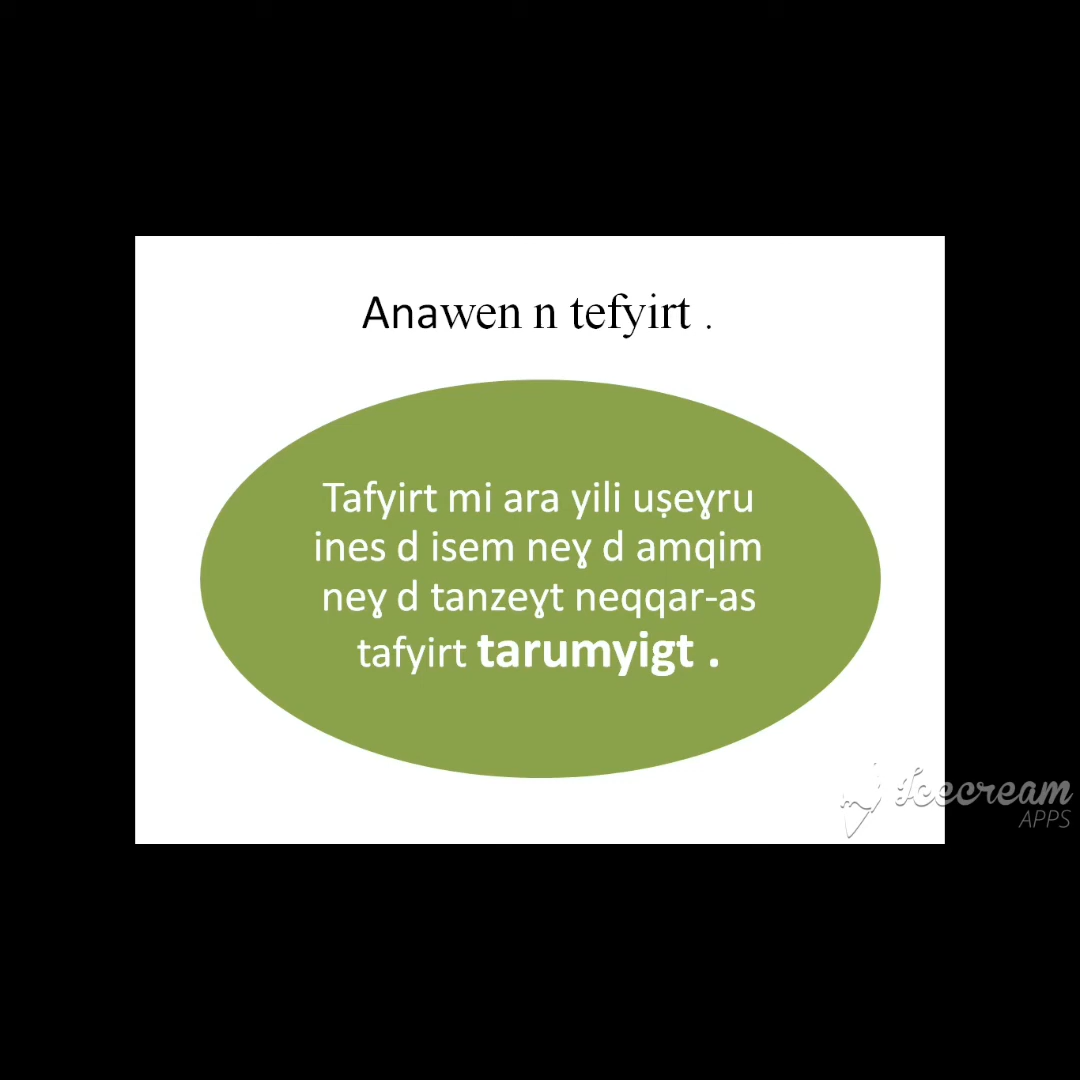 Anawen n tefyirt .
Tafyirt mi ara yili uṣeɣru
ines d isem neɣ d amqim
neɣ d tanzeɣt neqqar-as
tafyirt tarumyigt .
Icecream
APPS